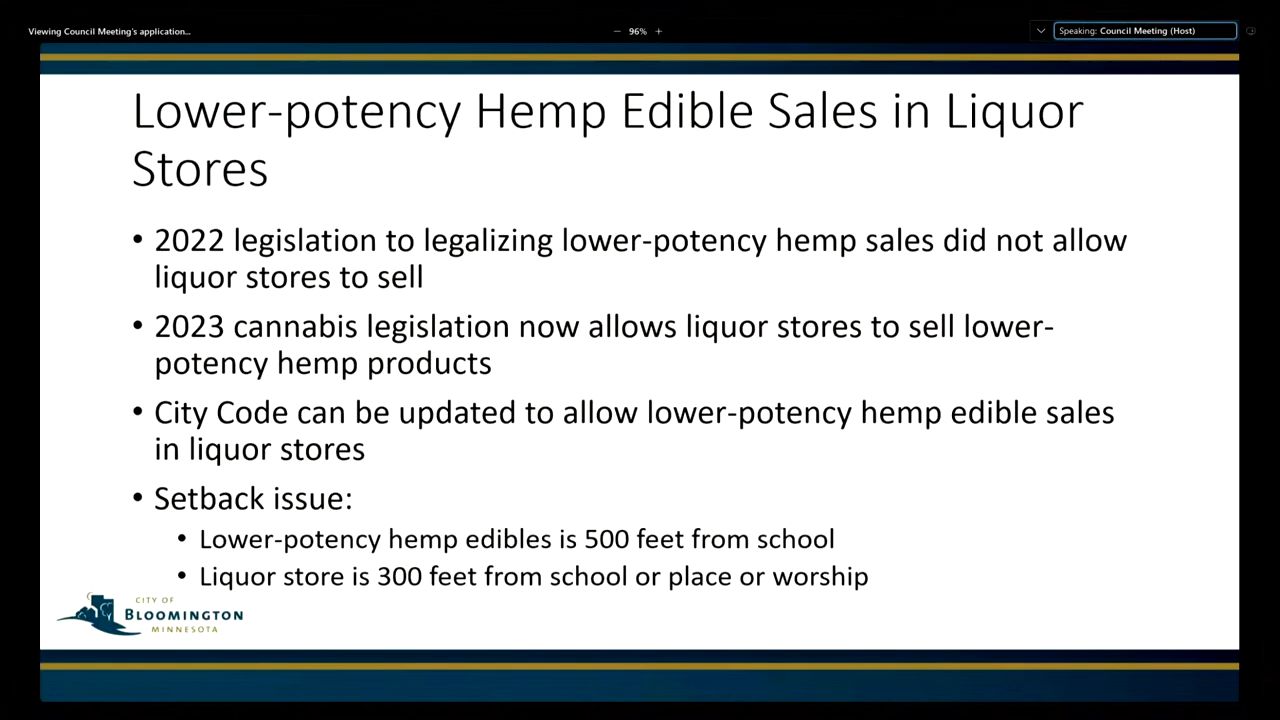 Viewing Council Meeting's application...
− 96% +
Speaking: Council Meeting (Host)
Lower-potency Hemp Edible Sales in Liquor
Stores
• 2022 legislation to legalizing lower-potency hemp sales did not allow
liquor stores to sell
• 2023 cannabis legislation now allows liquor stores to sell lower-
potency hemp products
• City Code can be updated to allow lower-potency hemp edible sales
in liquor stores
• Setback issue:
• Lower-potency hemp edibles is 500 feet from school
• Liquor store is 300 feet from school or place or worship
CITY OF
BLOOMINGTON
MINNESOTA